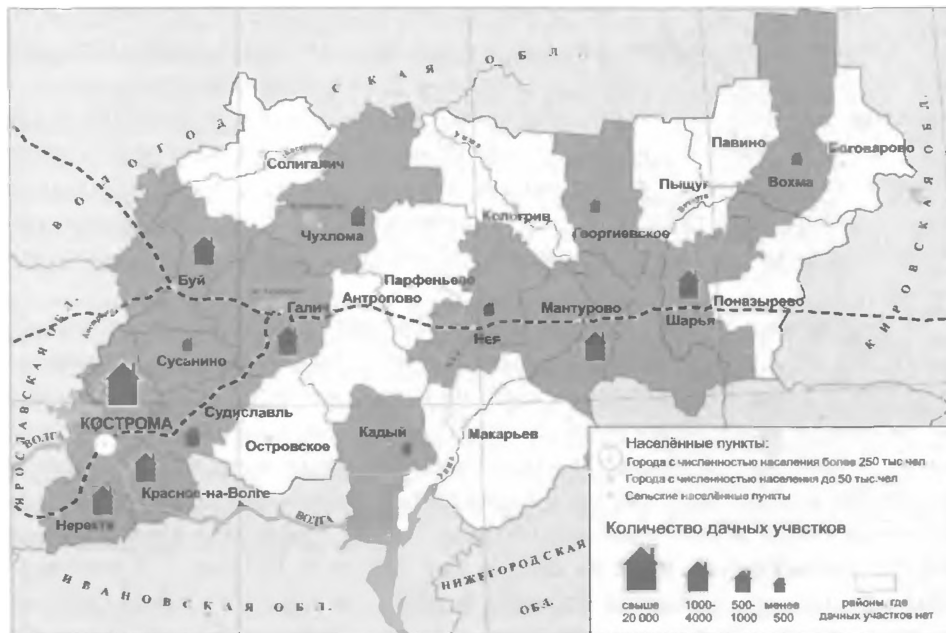 ВОЛОГОДСКАЯ ОБЛ.
КИРОВСКАЯ ОБЛ.
Солигалич
Павино
Боговарово
Пыщуг
Вохма
Чухлома
Кологрив
Георгиевское
Буй
Парфеньево
Галич
Антропово
Мантурово
Поназырево
Шарья
Нея
Сусанино
ЯРОСЛАВСКАЯ ОБЛ.
КОСТРОМА
Судиславль
ВОЛГА
Островское
Кадый
Макарьев
Красное-на-Волге
Нерехта
ВОЛГА
Унжа
ИВАНОВСКАЯ ОБЛ.
НИЖЕГОРОДСКАЯ
ОБЛ.
Населённые пункты:
Города с численностью населения более 250 тыс.чел
Города с численностью населения до 50 тыс.чел
Сельские населённые пункты
Количество дачных участков
свыше 20 000
1000-4000
500-1000
менее 500
районы, где дачных участков нет